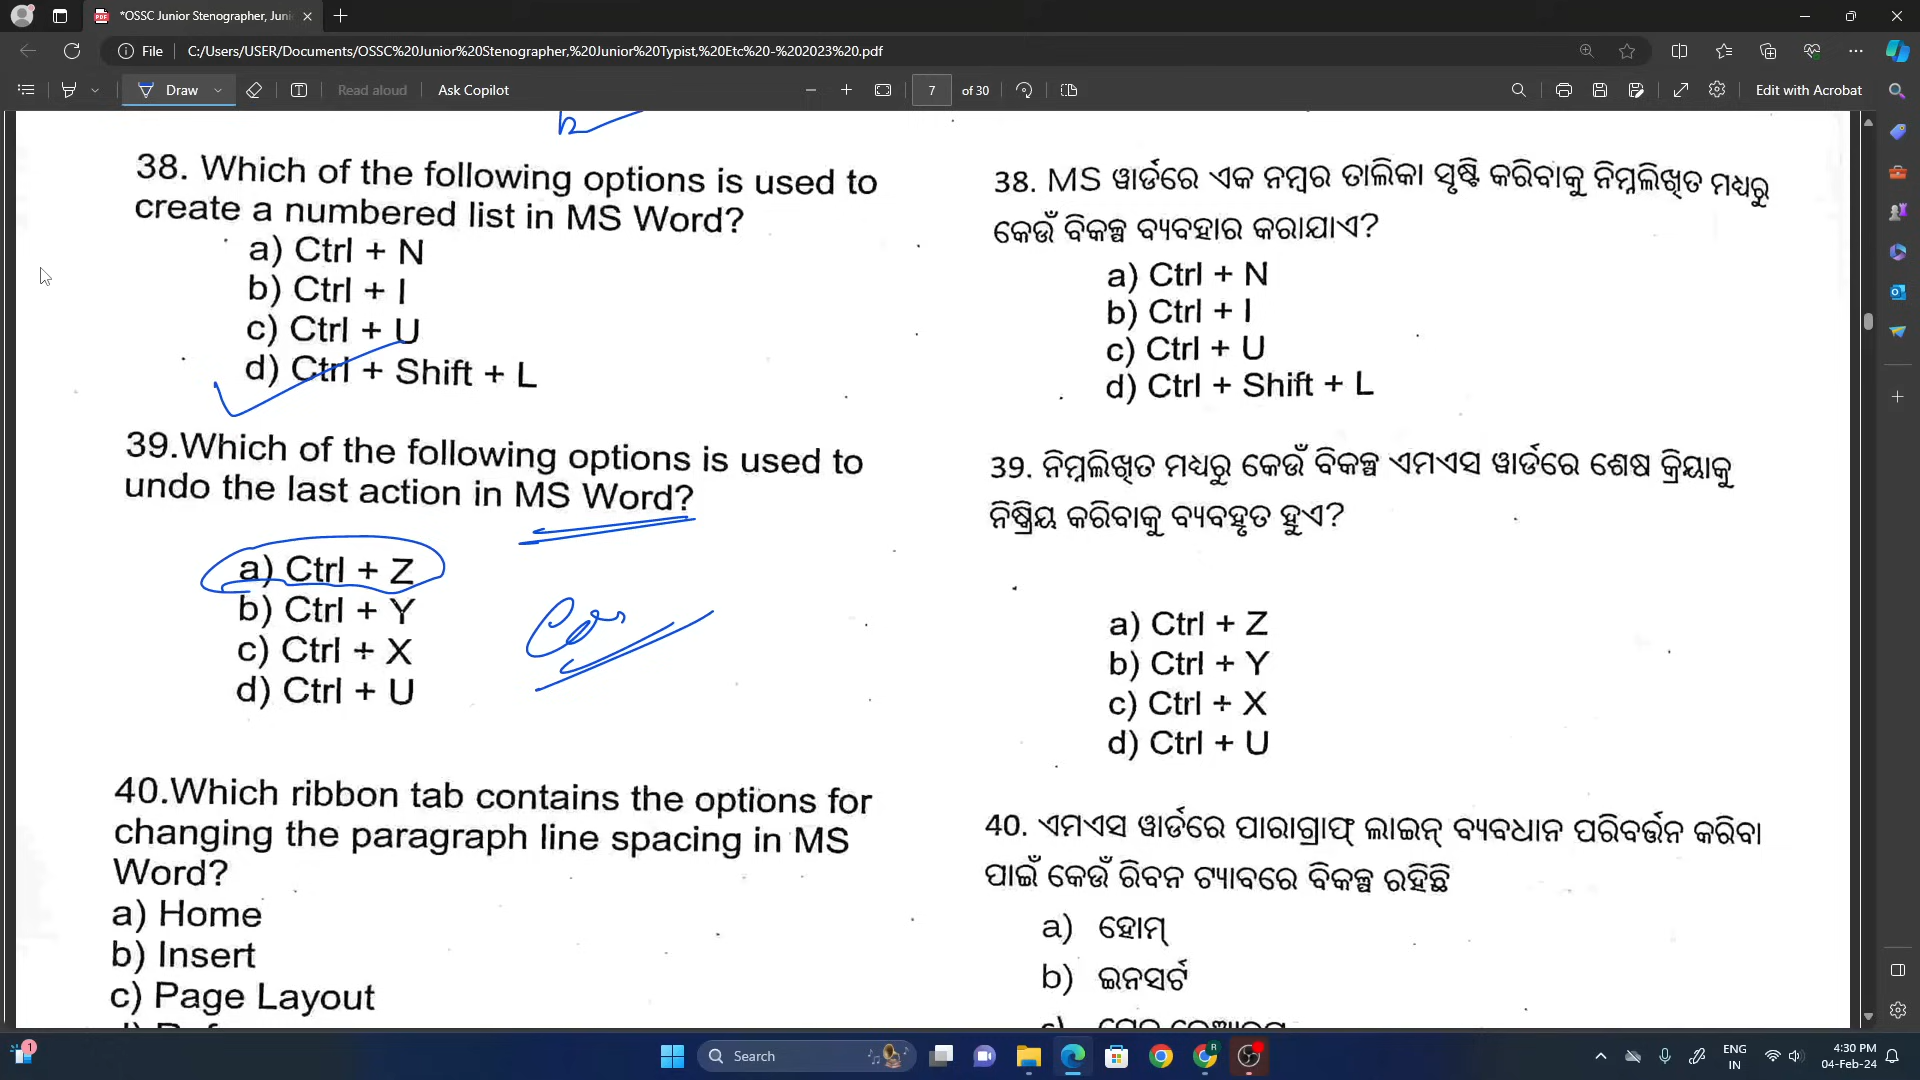 *OSSC Junior Stenographer, Juni
File
C:/Users/USER/Documents/OSSC%20Junior%20Stenographer,%20Junior%20Typist,%20Etc%20-%202023%20.pdf
Draw
Read aloud
Ask Copilot
7
of 30
Edit with Acrobat
38. Which of the following options is used to
create a numbered list in MS Word?
a) Ctrl + N
b) Ctrl + I
c) Ctrl + U
d) Ctrl + Shift + L
39.Which of the following options is used to
undo the last action in MS Word?
a) Ctrl + Z
b) Ctrl + Y
c) Ctrl + X
d) Ctrl + U
40.Which ribbon tab contains the options for
changing the paragraph line spacing in MS
Word?
a) Home
b) Insert
c) Page Layout
38. MS ୱାର୍ଡରେ ଏକ ନମ୍ବର ତାଲିକା ସୃଷ୍ଟି କରିବାକୁ ନିମ୍ନଲିଖିତ ମଧ୍ୟରୁ
କେଉଁ ବିକଳ୍ପ ବ୍ୟବହାର କରାଯାଏ?
a) Ctrl + N
b) Ctrl + I
c) Ctrl + U
d) Ctrl + Shift + L
39. ନିମ୍ନଲିଖିତ ମଧ୍ୟରୁ କେଉଁ ବିକଳ୍ପ ଏମଏସ ୱାର୍ଡରେ ଶେଷ କ୍ରିୟାକୁ
ନିଷ୍କ୍ରିୟ କରିବାକୁ ବ୍ୟବହୃତ ହୁଏ?
a) Ctrl + Z
b) Ctrl + Y
c) Ctrl + X
d) Ctrl + U
40. ଏମଏସ ୱାର୍ଡରେ ପାରାଗ୍ରାଫ୍ ଲାଇନ୍ ବ୍ୟବଧାନ ପରିବର୍ତ୍ତନ କରିବା
ପାଇଁ କେଉଁ ରିବନ ଟ୍ୟାବରେ ବିକଳ୍ପ ରହିଛି
a) ହୋମ୍
b) ଇନସର୍ଟ
Search
ENG
IN
4:30 PM
04-Feb-24